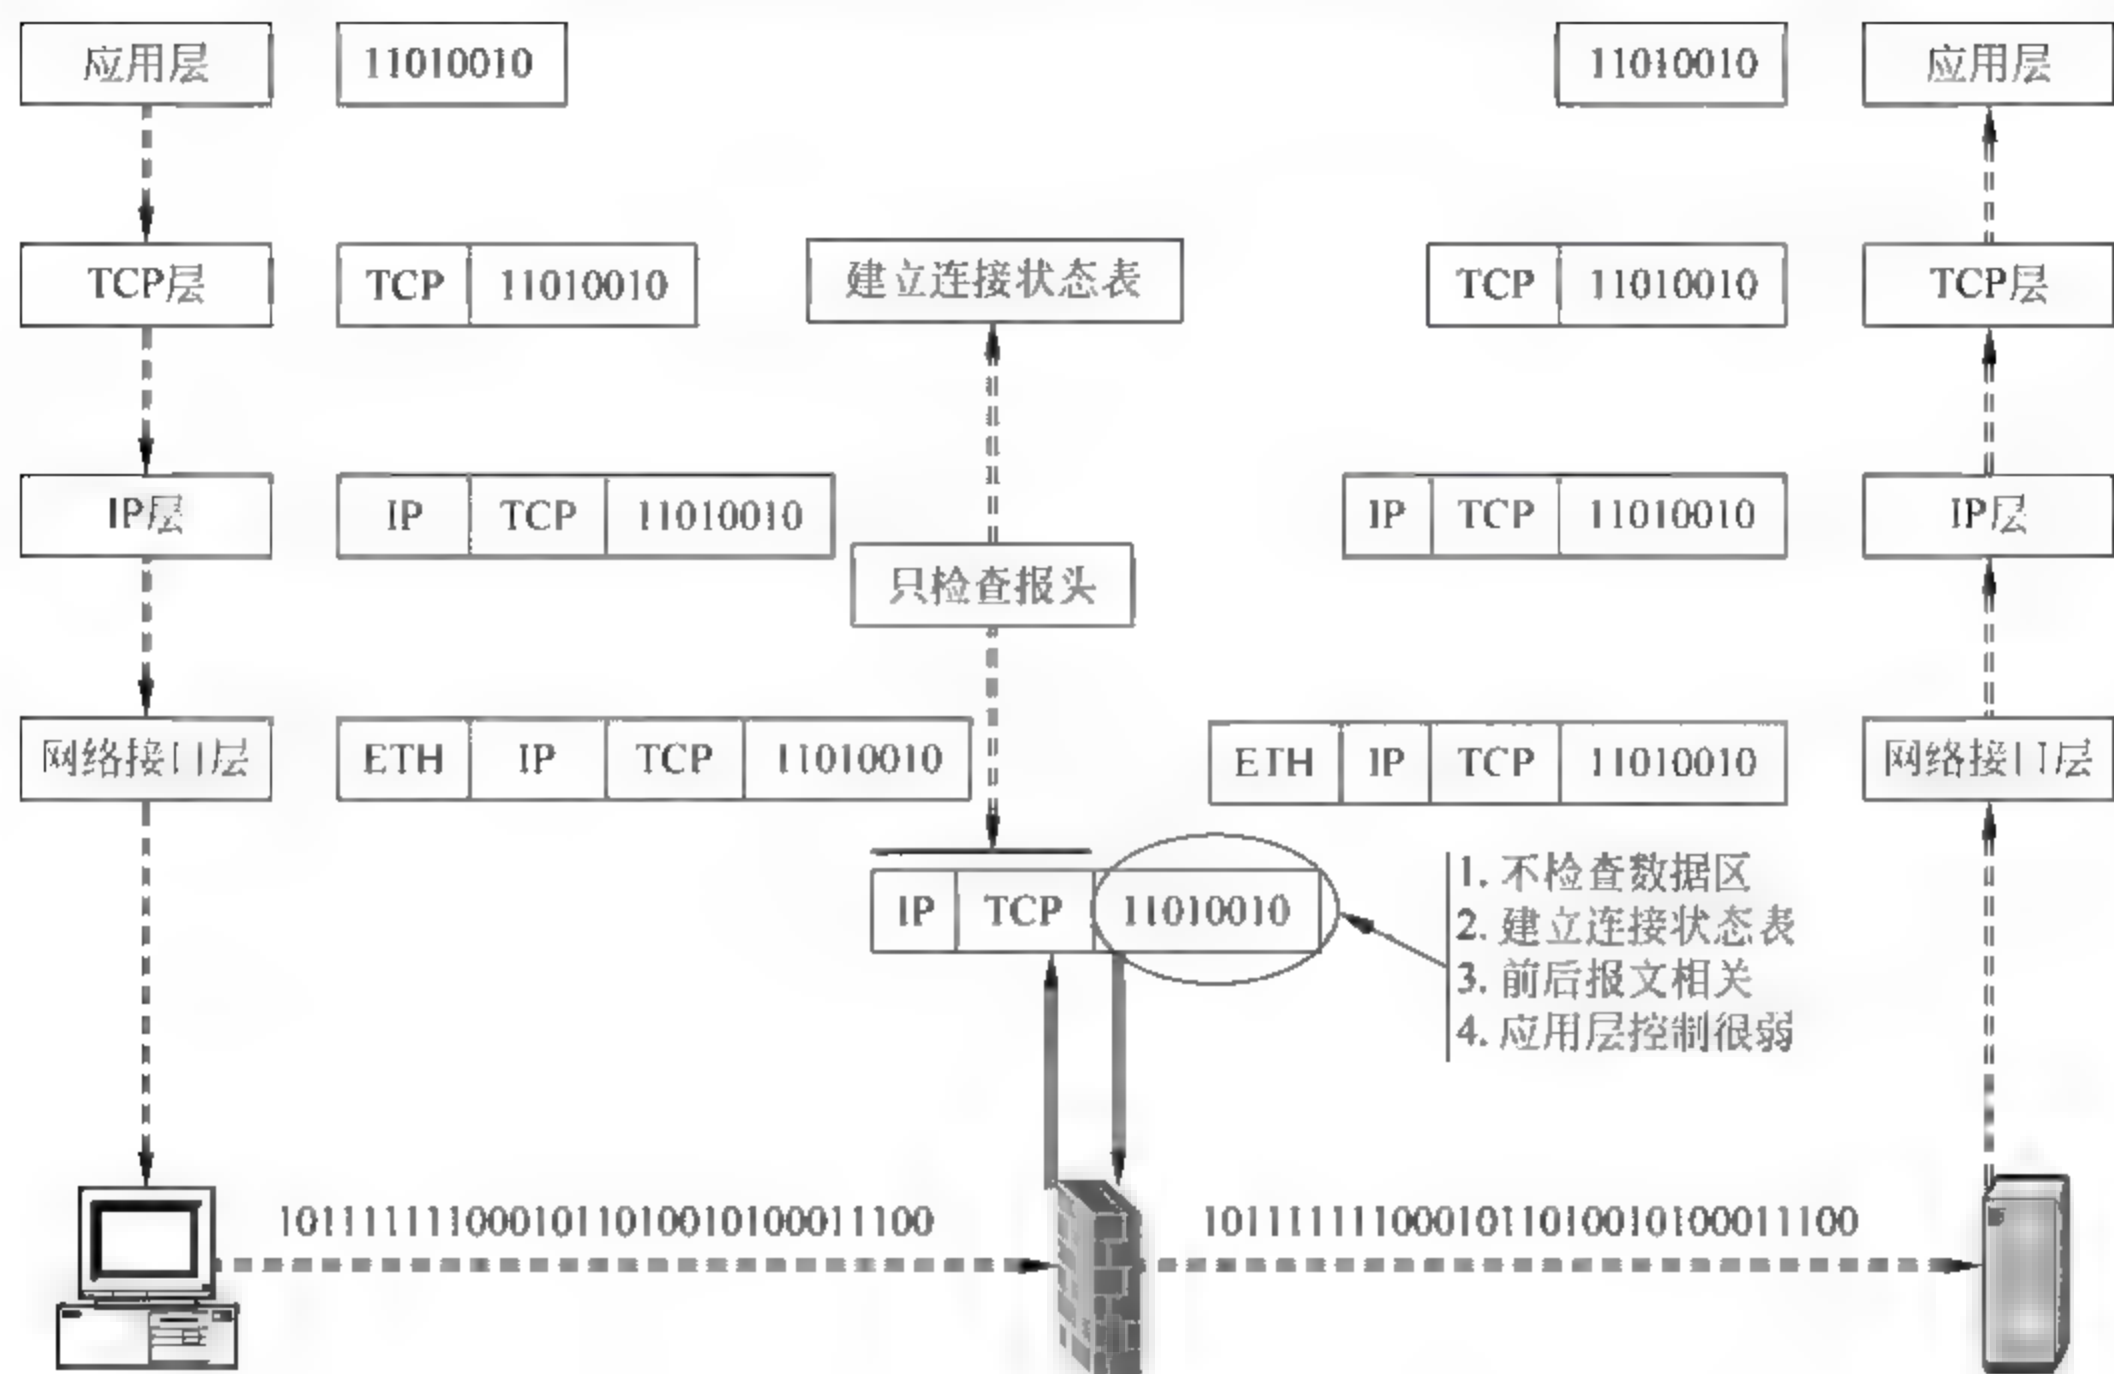 应用层 11010010 11010010 应用层
TCP层 TCP 11010010 建立连接状态表 TCP 11010010 TCP层
IP层 IP TCP 11010010 IP TCP 11010010 IP层
只检查报头
网络接口层 ETH IP TCP 11010010 ETH IP TCP 11010010 网络接口层
IP TCP 11010010
1. 不检查数据区
2. 建立连接状态表
3. 前后报文相关
4. 应用层控制很弱
10111111110001011010010100011100 10111111110001011010010100011100